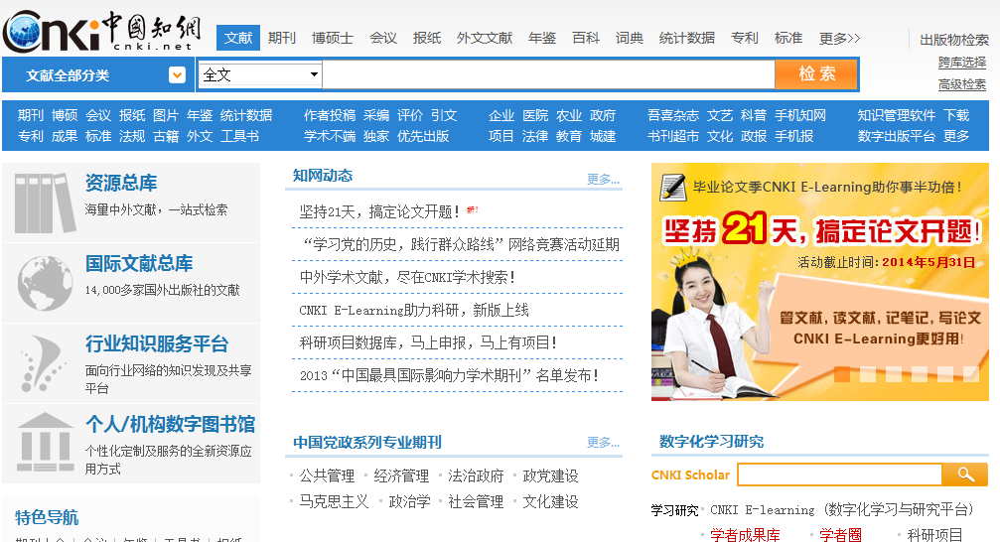 Cnki中國知網
cnki.net
文献 期刊 博硕士 会议 报纸 外文文献 年鉴 百科 词典 统计数据 专利 标准 更多>>
出版物检索
跨库选择
高级检索
文献全部分类
全文
检索
期刊 博硕 会议 报纸 图片 年鉴 统计数据
专利 成果 标准 法规 古籍 外文 工具书
作者投稿 采编 评价 引文
学术不端 独家 优先出版
企业 医院 农业 政府
项目 法律 教育 城建
吾喜杂志 文艺 科普 手机知网
书刊超市 文化 政报 手机报
知识管理软件 下载
数字出版平台 更多
资源总库
海量中外文献，一站式检索
国际文献总库
14,000多家国外出版社的文献
行业知识服务平台
面向行业网络的知识发现及共享
平台
个人/机构数字图书馆
个性化定制及服务的全新资源应
用方式
特色导航
知网动态
更多...
坚持21天，搞定论文开题！新!
“学习党的历史，践行群众路线”网络竞赛活动延期
中外学术文献，尽在CNKI学术搜索！
CNKI E-Learning助力科研，新版上线
科研项目数据库，马上申报，马上有项目！
2013“中国最具国际影响力学术期刊”名单发布！
中国党政系列专业期刊
更多...
公共管理 经济管理 法治政府 政党建设
马克思主义 政治学 社会管理 文化建设
毕业论文季CNKI E-Learning助你事半功倍！
坚持21天，搞定论文开题！
活动截止时间：2014年5月31日
管文献，读文献，记笔记，写论文
CNKI E-Learning更好用！
数字化学习研究
CNKI Scholar
学习研究 CNKI E-learning (数字化学习与研究平台)
学者成果库 学者圈 科研项目